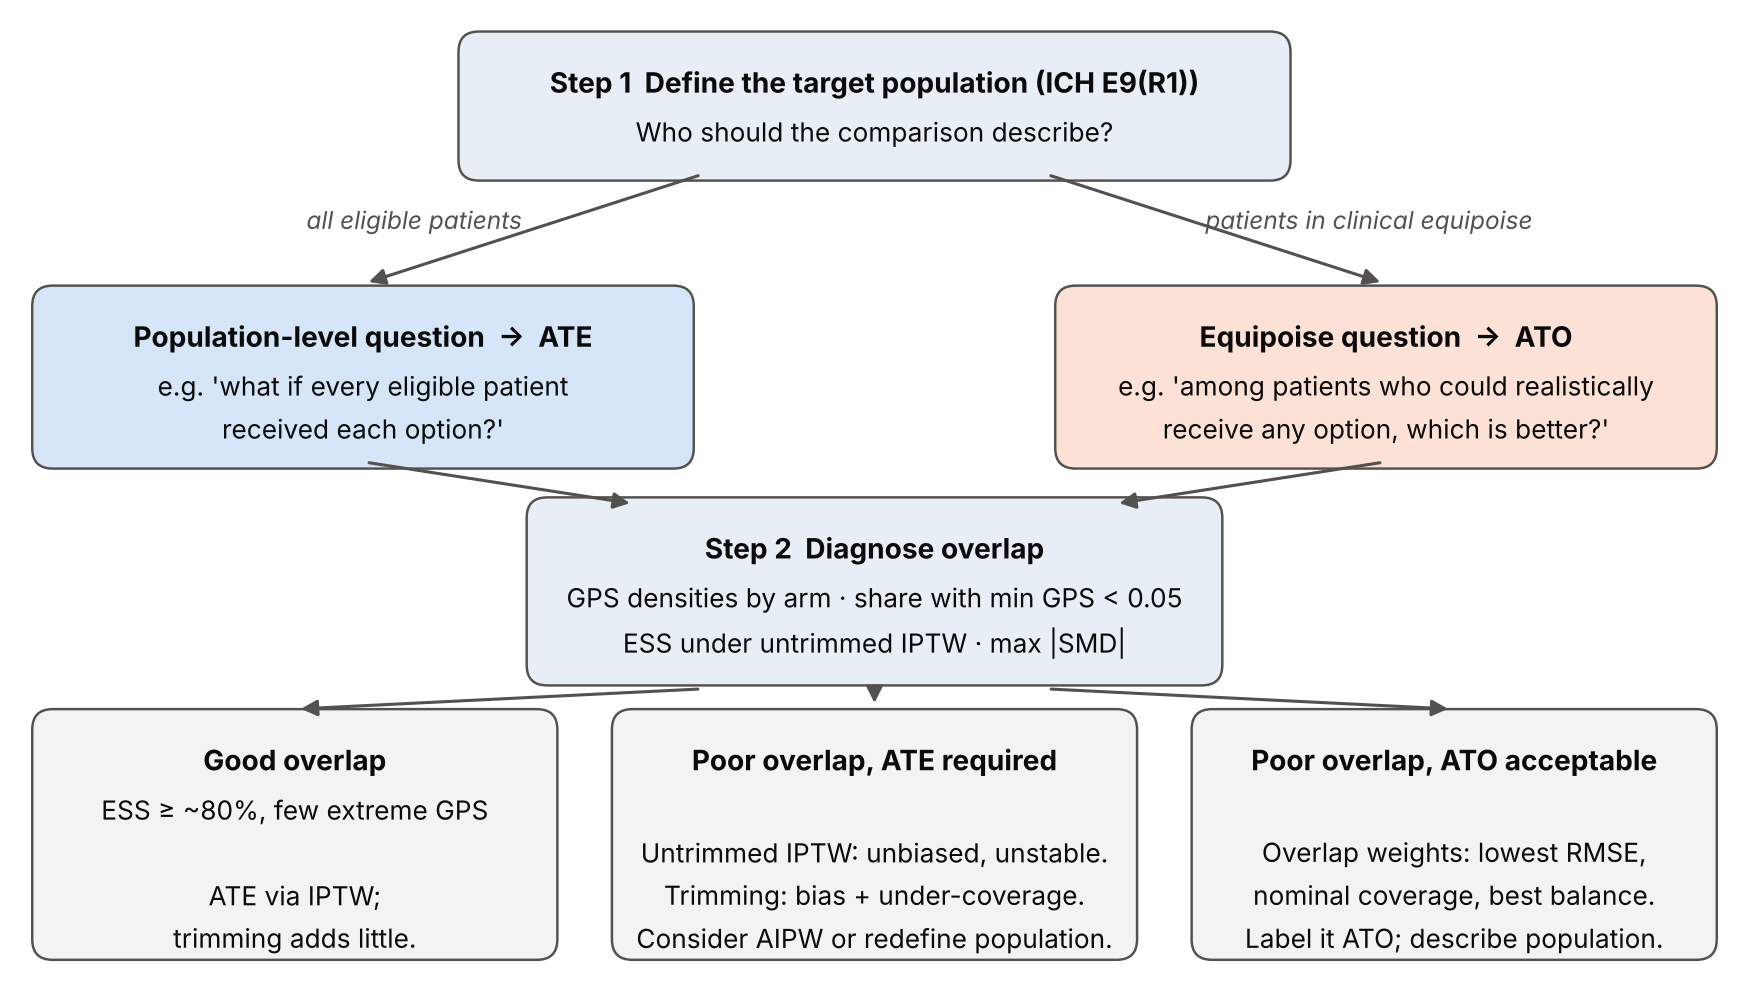 Step 1 Define the target population (ICH E9(R1))
Who should the comparison describe?
all eligible patients
patients in clinical equipoise
Population-level question → ATE
e.g. 'what if every eligible patient
received each option?'
Equipoise question → ATO
e.g. 'among patients who could realistically
receive any option, which is better?'
Step 2 Diagnose overlap
GPS densities by arm · share with min GPS < 0.05
ESS under untrimmed IPTW · max |SMD|
Good overlap
ESS ≥ ~80%, few extreme GPS
ATE via IPTW;
trimming adds little.
Poor overlap, ATE required
Untrimmed IPTW: unbiased, unstable.
Trimming: bias + under-coverage.
Consider AIPW or redefine population.
Poor overlap, ATO acceptable
Overlap weights: lowest RMSE,
nominal coverage, best balance.
Label it ATO; describe population.